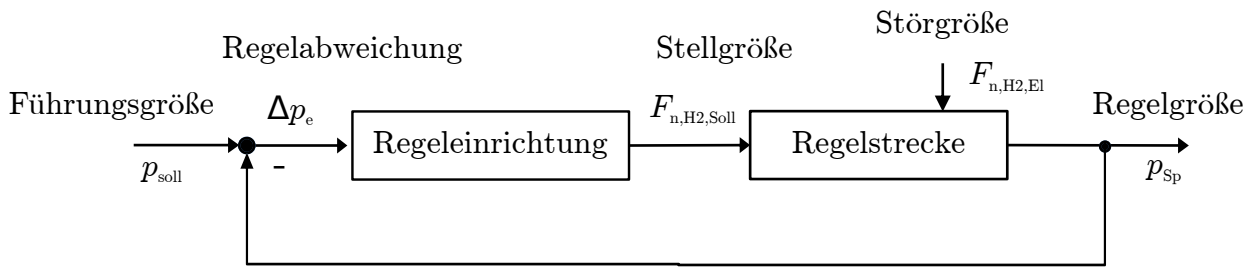 Störgröße
Regelabweichung
Stellgröße
Führungsgröße
Δp_e
F_n,H2,Soll
F_n,H2,El
Regelgröße
Regeleinrichtung
Regelstrecke
p_soll
-
p_Sp